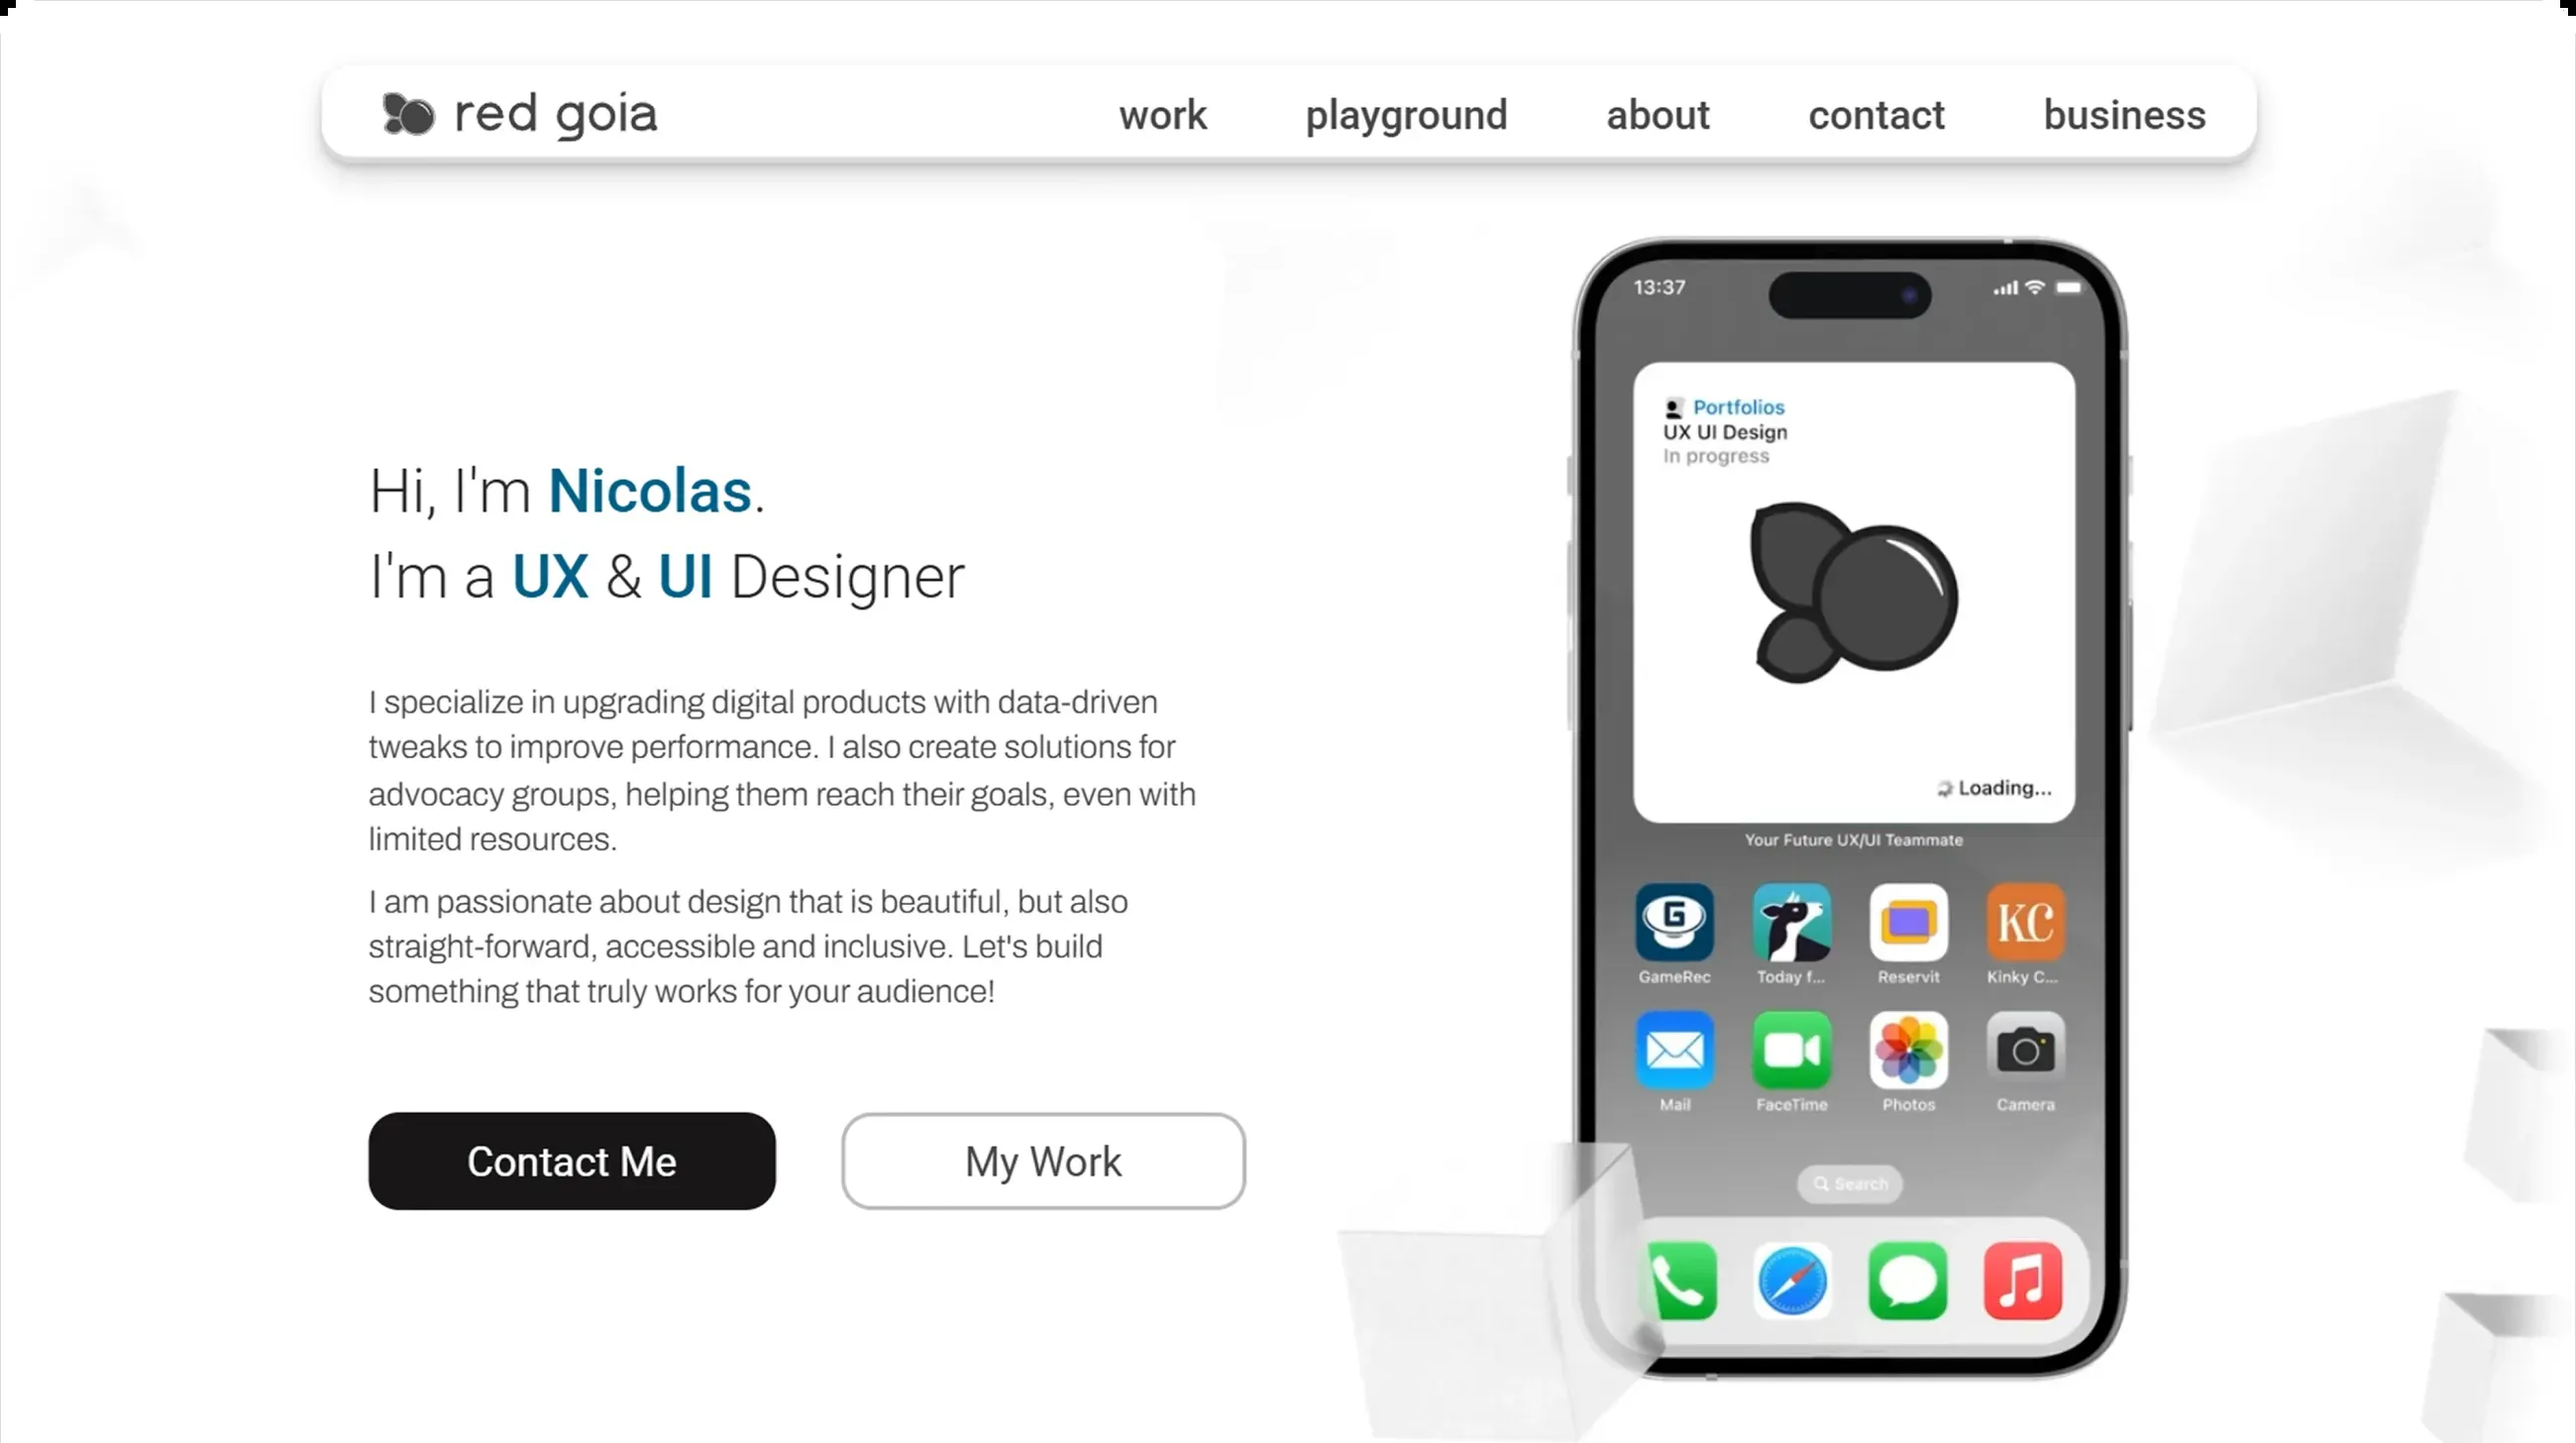 red goia
work playground about contact business
Hi, I'm Nicolas.
I'm a UX & UI Designer
I specialize in upgrading digital products with data-driven
tweaks to improve performance. I also create solutions for
advocacy groups, helping them reach their goals, even with
limited resources.
I am passionate about design that is beautiful, but also
straight-forward, accessible and inclusive. Let's build
something that truly works for your audience!
Contact Me My Work
13:37
Portfolios
UX UI Design
In progress
Loading...
Your Future UX/UI Teammate
G
KC
GameRec Today f... Reservit Kinky C...
Mail FaceTime Photos Camera
Search